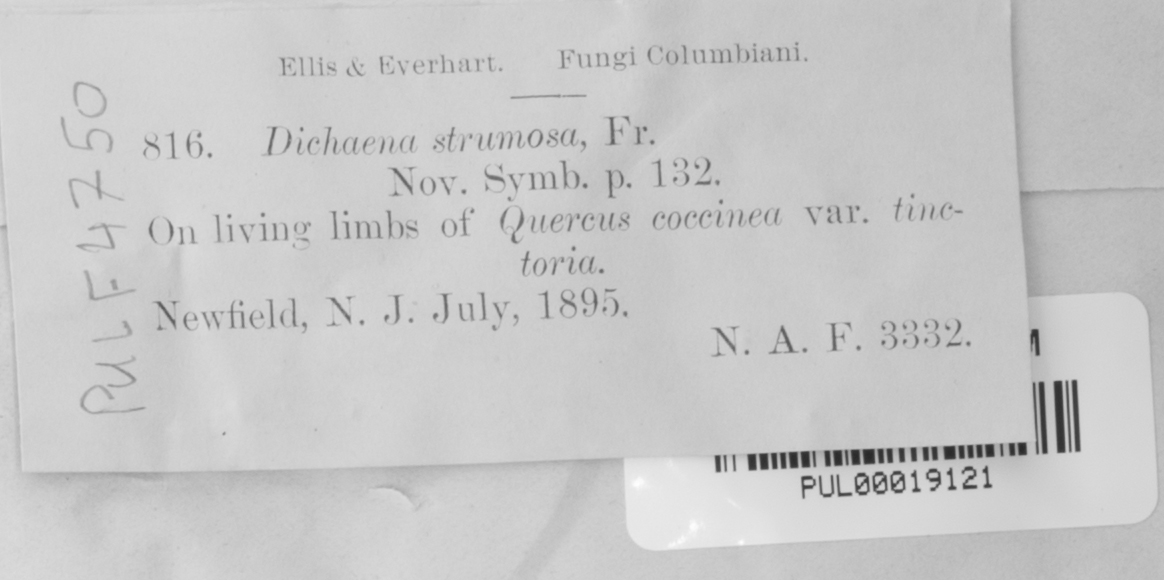 Ellis & Everhart. Fungi Columbiani.
816. Dichaena strumosa, Fr.
Nov. Symb. p. 132.
On living limbs of Quercus coccinea var. tinc-
toria.
Newfield, N. J. July, 1895.
N. A. F. 3332.
PUL F 4750
PUL00019121